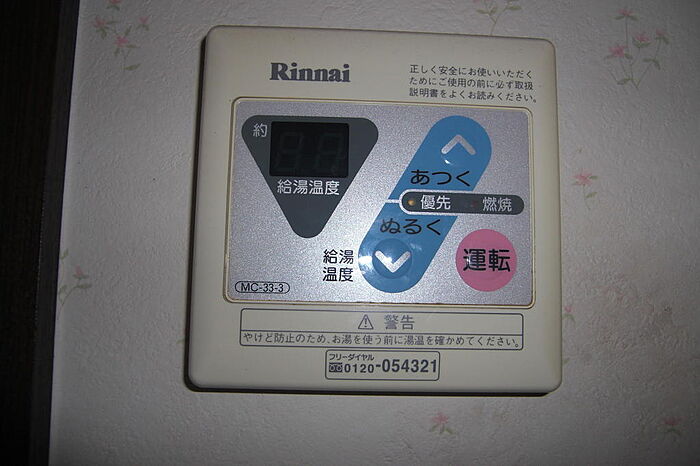 Rinnai
正しく安全にお使いいただく
ためにご使用の前に必ず取扱
説明書をよくお読みください。
約
給湯温度
あつく
優先 燃焼
ぬるく
給湯
温度
運転
MC-33-3
⚠ 警告
やけど防止のため、お湯を使う前に湯温を確かめてください。
フリーダイヤル
0120-054321